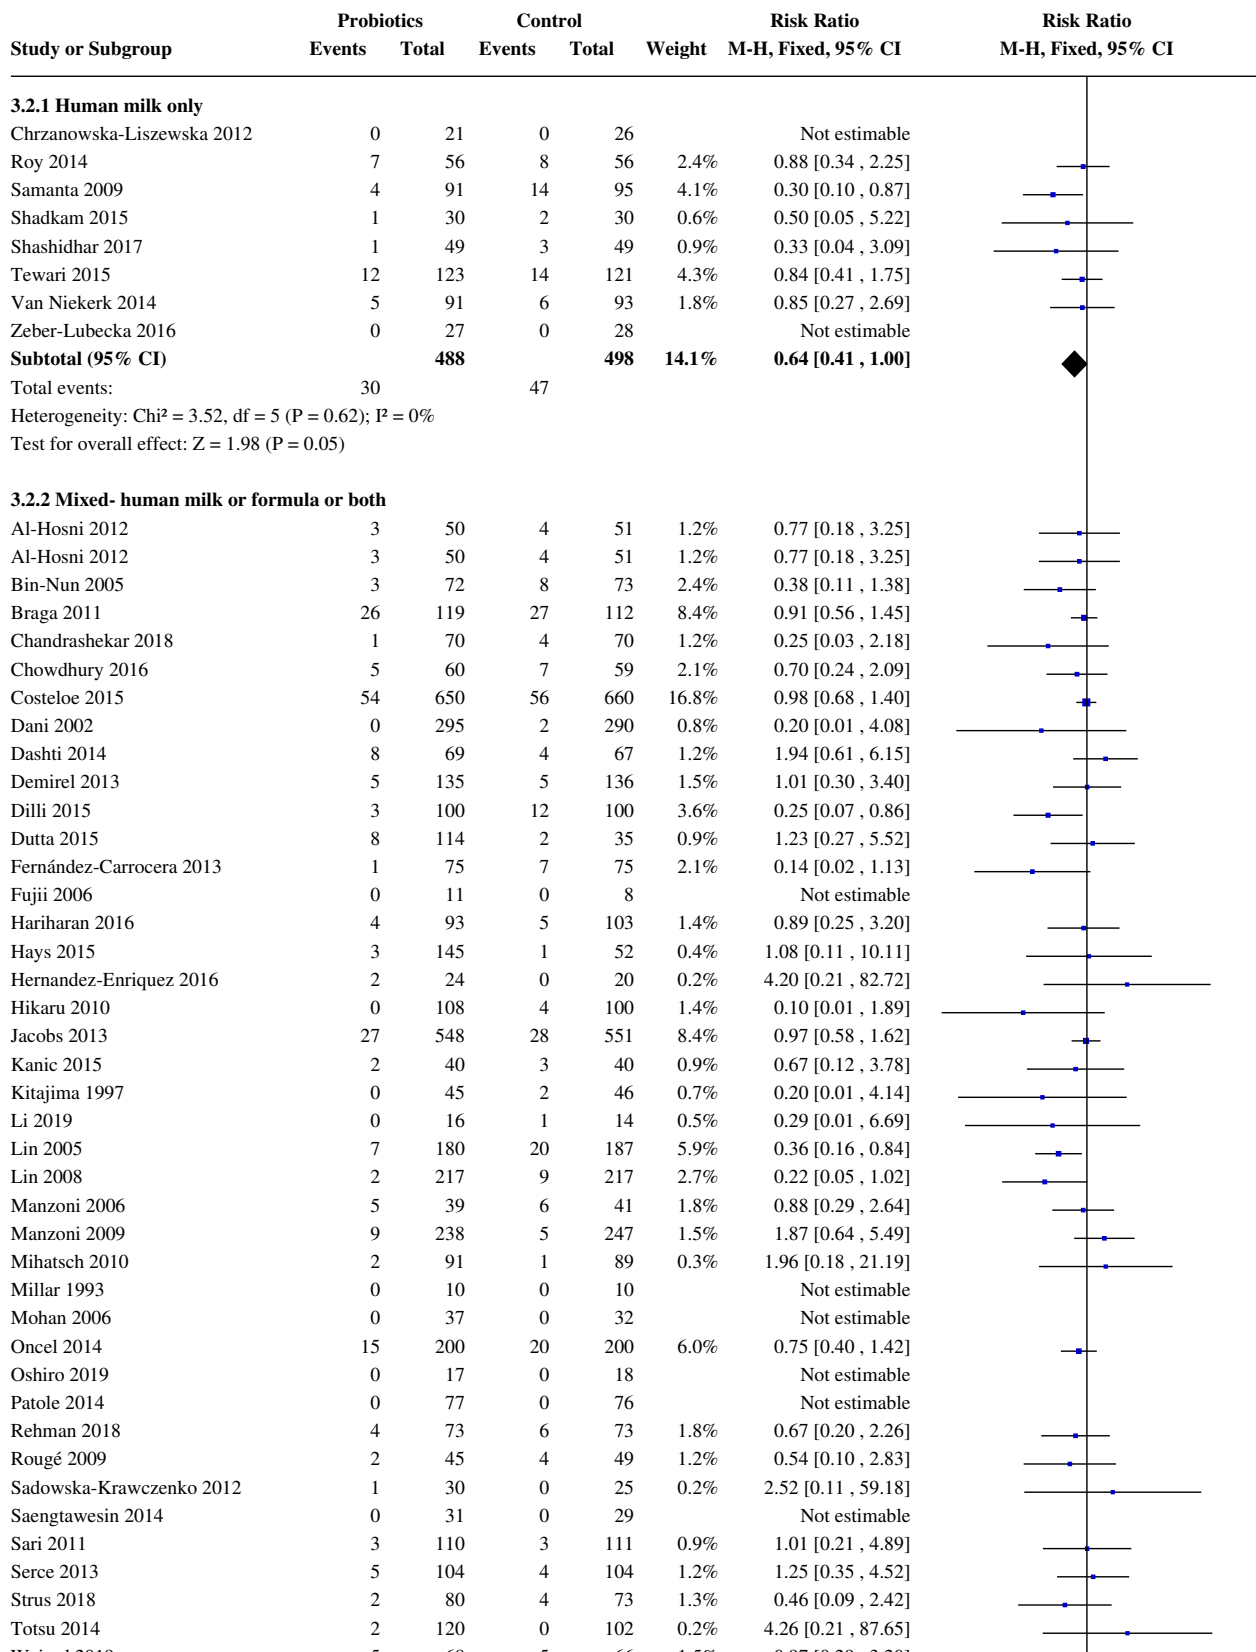 Probiotics Control Risk Ratio Risk Ratio
Study or Subgroup Events Total Events Total Weight M-H, Fixed, 95% CI M-H, Fixed, 95% CI
3.2.1 Human milk only
Chrzanowska-Liszewska 2012 0 21 0 26 Not estimable
Roy 2014 7 56 8 56 2.4% 0.88 [0.34 , 2.25]
Samanta 2009 4 91 14 95 4.1% 0.30 [0.10 , 0.87]
Shadkam 2015 1 30 2 30 0.6% 0.50 [0.05 , 5.22]
Shashidhar 2017 1 49 3 49 0.9% 0.33 [0.04 , 3.09]
Tewari 2015 12 123 14 121 4.3% 0.84 [0.41 , 1.75]
Van Niekerk 2014 5 91 6 93 1.8% 0.85 [0.27 , 2.69]
Zeber-Lubecka 2016 0 27 0 28 Not estimable
Subtotal (95% CI) 488 498 14.1% 0.64 [0.41 , 1.00]
Total events: 30 47
Heterogeneity: Chi² = 3.52, df = 5 (P = 0.62); I² = 0%
Test for overall effect: Z = 1.98 (P = 0.05)
3.2.2 Mixed- human milk or formula or both
Al-Hosni 2012 3 50 4 51 1.2% 0.77 [0.18 , 3.25]
Al-Hosni 2012 3 50 4 51 1.2% 0.77 [0.18 , 3.25]
Bin-Nun 2005 3 72 8 73 2.4% 0.38 [0.11 , 1.38]
Braga 2011 26 119 27 112 8.4% 0.91 [0.56 , 1.45]
Chandrashekar 2018 1 70 4 70 1.2% 0.25 [0.03 , 2.18]
Chowdhury 2016 5 60 7 59 2.1% 0.70 [0.24 , 2.09]
Costeloe 2015 54 650 56 660 16.8% 0.98 [0.68 , 1.40]
Dani 2002 0 295 2 290 0.8% 0.20 [0.01 , 4.08]
Dashti 2014 8 69 4 67 1.2% 1.94 [0.61 , 6.15]
Demirel 2013 5 135 5 136 1.5% 1.01 [0.30 , 3.40]
Dilli 2015 3 100 12 100 3.6% 0.25 [0.07 , 0.86]
Dutta 2015 8 114 2 35 0.9% 1.23 [0.27 , 5.52]
Fernández-Carrocera 2013 1 75 7 75 2.1% 0.14 [0.02 , 1.13]
Fujii 2006 0 11 0 8 Not estimable
Hariharan 2016 4 93 5 103 1.4% 0.89 [0.25 , 3.20]
Hays 2015 3 145 1 52 0.4% 1.08 [0.11 , 10.11]
Hernandez-Enriquez 2016 2 24 0 20 0.2% 4.20 [0.21 , 82.72]
Hikaru 2010 0 108 4 100 1.4% 0.10 [0.01 , 1.89]
Jacobs 2013 27 548 28 551 8.4% 0.97 [0.58 , 1.62]
Kanic 2015 2 40 3 40 0.9% 0.67 [0.12 , 3.78]
Kitajima 1997 0 45 2 46 0.7% 0.20 [0.01 , 4.14]
Li 2019 0 16 1 14 0.5% 0.29 [0.01 , 6.69]
Lin 2005 7 180 20 187 5.9% 0.36 [0.16 , 0.84]
Lin 2008 2 217 9 217 2.7% 0.22 [0.05 , 1.02]
Manzoni 2006 5 39 6 41 1.8% 0.88 [0.29 , 2.64]
Manzoni 2009 9 238 5 247 1.5% 1.87 [0.64 , 5.49]
Mihatsch 2010 2 91 1 89 0.3% 1.96 [0.18 , 21.19]
Millar 1993 0 10 0 10 Not estimable
Mohan 2006 0 37 0 32 Not estimable
Oncel 2014 15 200 20 200 6.0% 0.75 [0.40 , 1.42]
Oshiro 2019 0 17 0 18 Not estimable
Patole 2014 0 77 0 76 Not estimable
Rehman 2018 4 73 6 73 1.8% 0.67 [0.20 , 2.26]
Rougé 2009 2 45 4 49 1.2% 0.54 [0.10 , 2.83]
Sadowska-Krawczenko 2012 1 30 0 25 0.2% 2.52 [0.11 , 59.18]
Saengtawesin 2014 0 31 0 29 Not estimable
Sari 2011 3 110 3 111 0.9% 1.01 [0.21 , 4.89]
Serce 2013 5 104 4 104 1.2% 1.25 [0.35 , 4.52]
Strus 2018 2 80 4 73 1.3% 0.46 [0.09 , 2.42]
Totsu 2014 2 120 0 102 0.2% 4.26 [0.21 , 87.65]